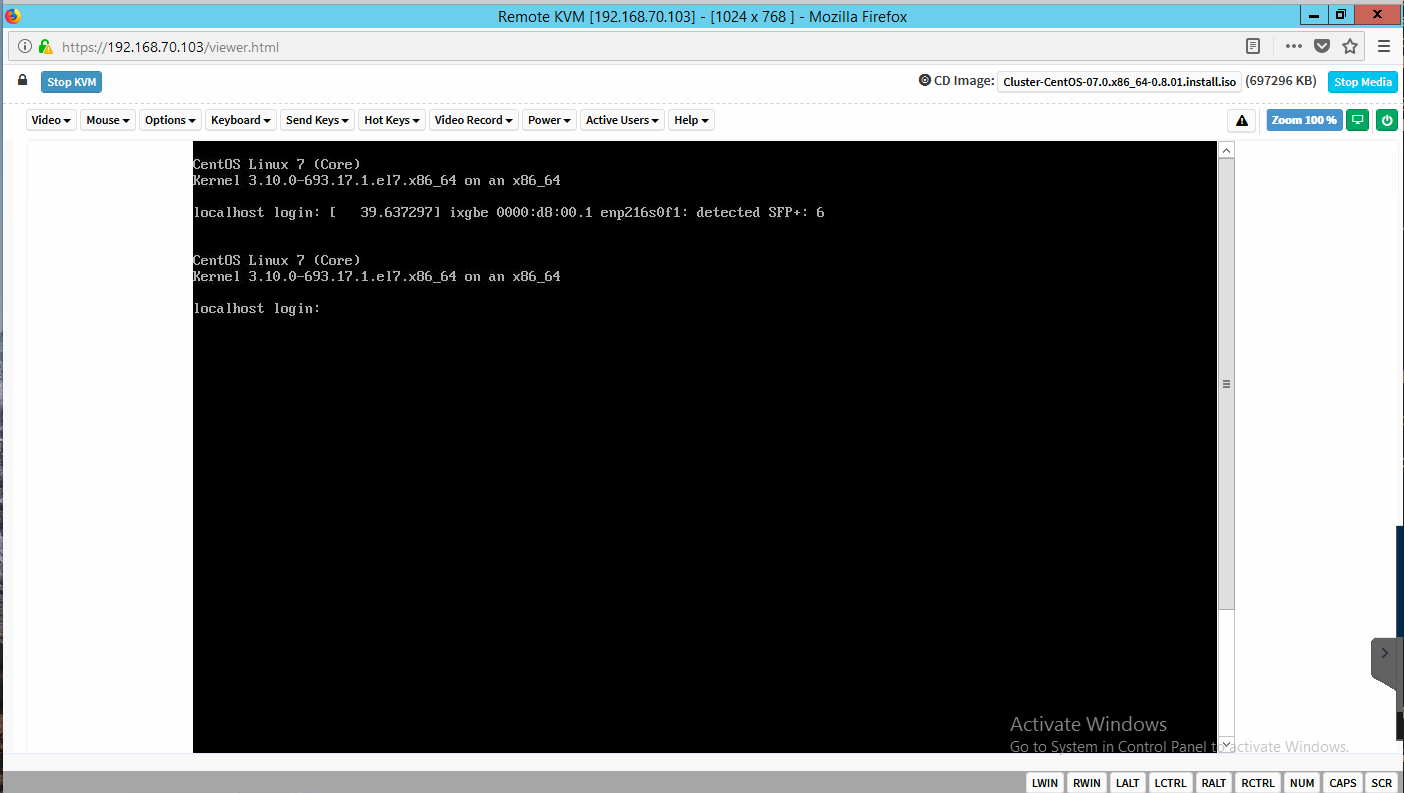 Remote KVM [192.168.70.103] - [1024 x 768 ] - Mozilla Firefox
https://192.168.70.103/viewer.html
Stop KVM
CD Image: Cluster-CentOS-07.0.x86_64-0.8.01.install.iso (697296 KB) Stop Media
Video Mouse Options Keyboard Send Keys Hot Keys Video Record Power Active Users Help Zoom 100 %
CentOS Linux 7 (Core)
Kernel 3.10.0-693.17.1.el7.x86_64 on an x86_64
localhost login: [   39.637297] ixgbe 0000:d8:00.1 enp216s0f1: detected SFP+: 6
CentOS Linux 7 (Core)
Kernel 3.10.0-693.17.1.el7.x86_64 on an x86_64
localhost login:
Activate Windows
Go to System in Control Panel to activate Windows.
LWIN RWIN LALT LCTRL RALT RCTRL NUM CAPS SCR